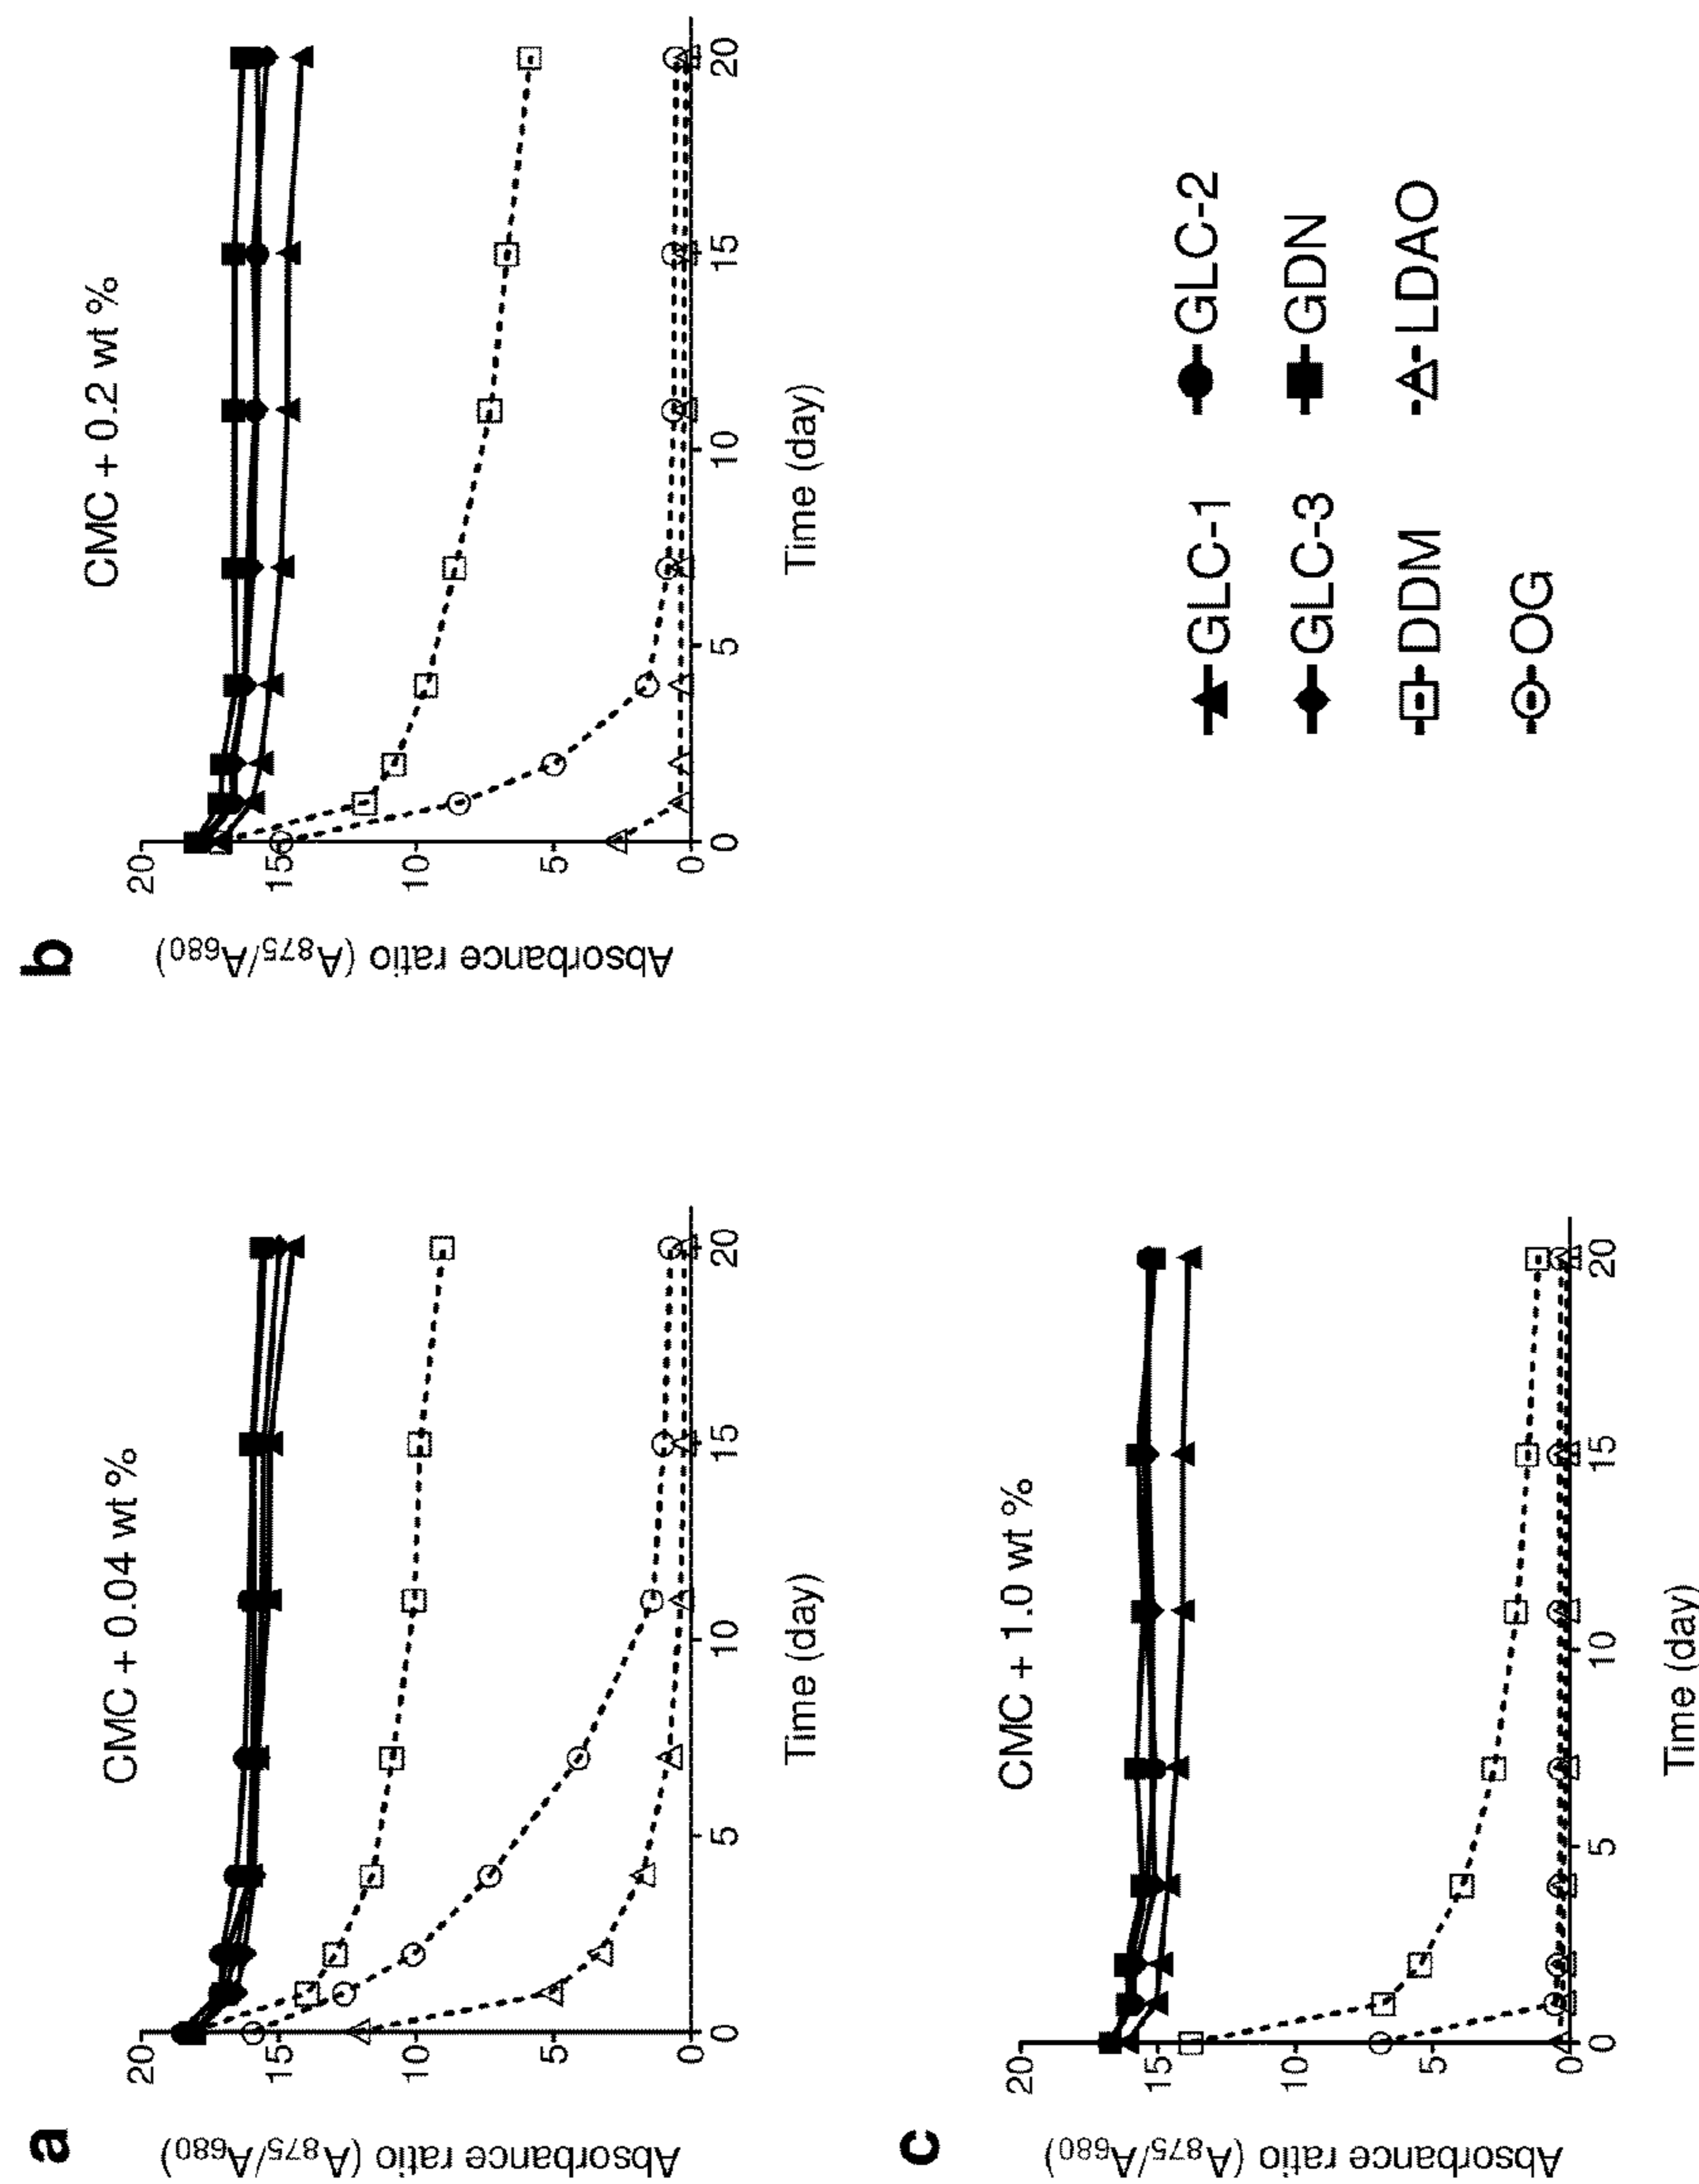 a
CMC + 0.04 wt %
Absorbance ratio (A875/A680)
20
15
10
5
0
0
5
10
15
20
Time (day)
b
CMC + 0.2 wt %
Absorbance ratio (A875/A680)
20
15
10
5
0
0
5
10
15
20
Time (day)
c
CMC + 1.0 wt %
Absorbance ratio (A875/A680)
20
15
10
5
0
0
5
10
15
20
Time (day)
GLC-1 GLC-2
GLC-3 GDN
DDM LDAO
OG